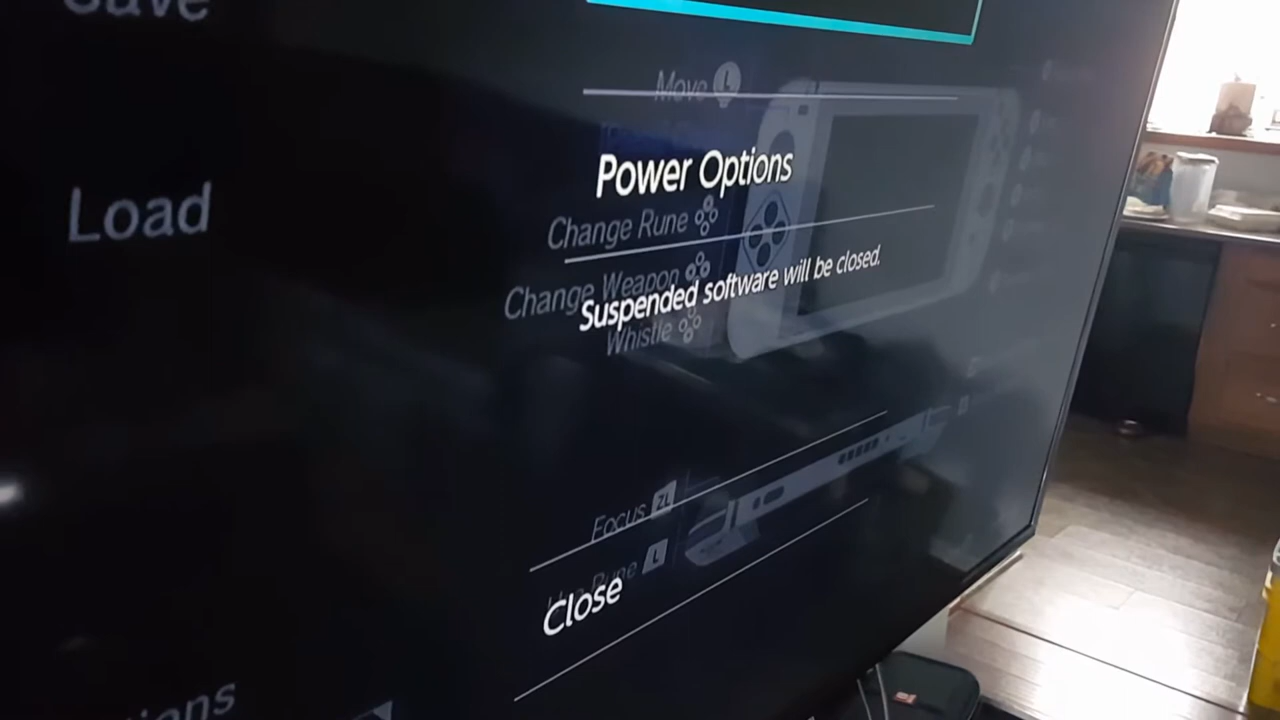 Save
Move L
Power Options
Load
Change Rune
Change Weapon
Suspended software will be closed.
Whistle
Focus ZL
L
Close